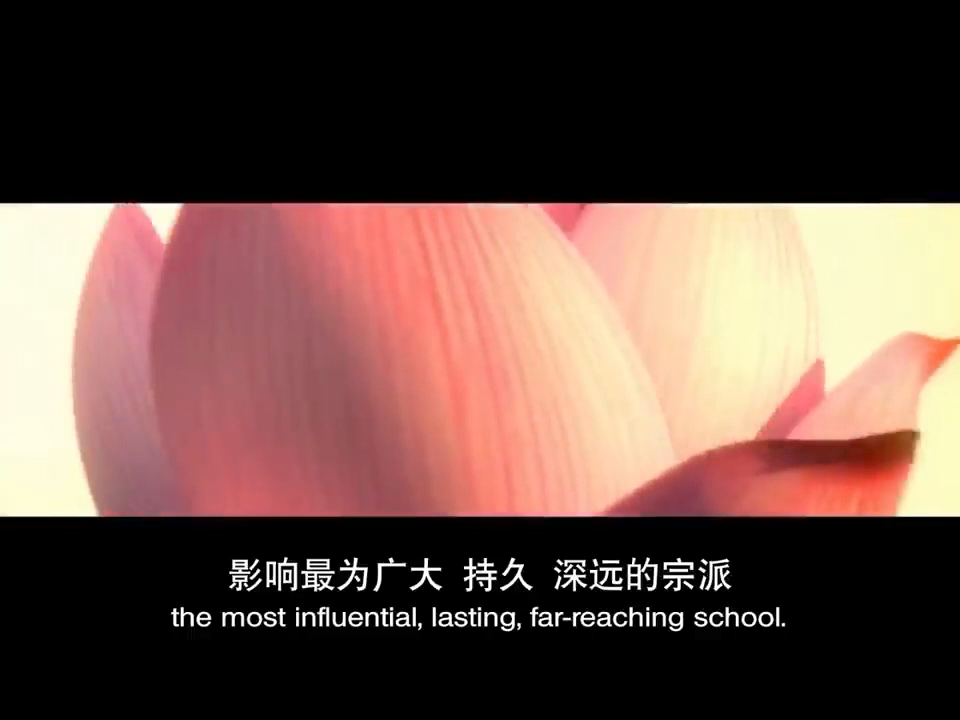 影响最为广大 持久 深远的宗派
the most influential, lasting, far-reaching school.